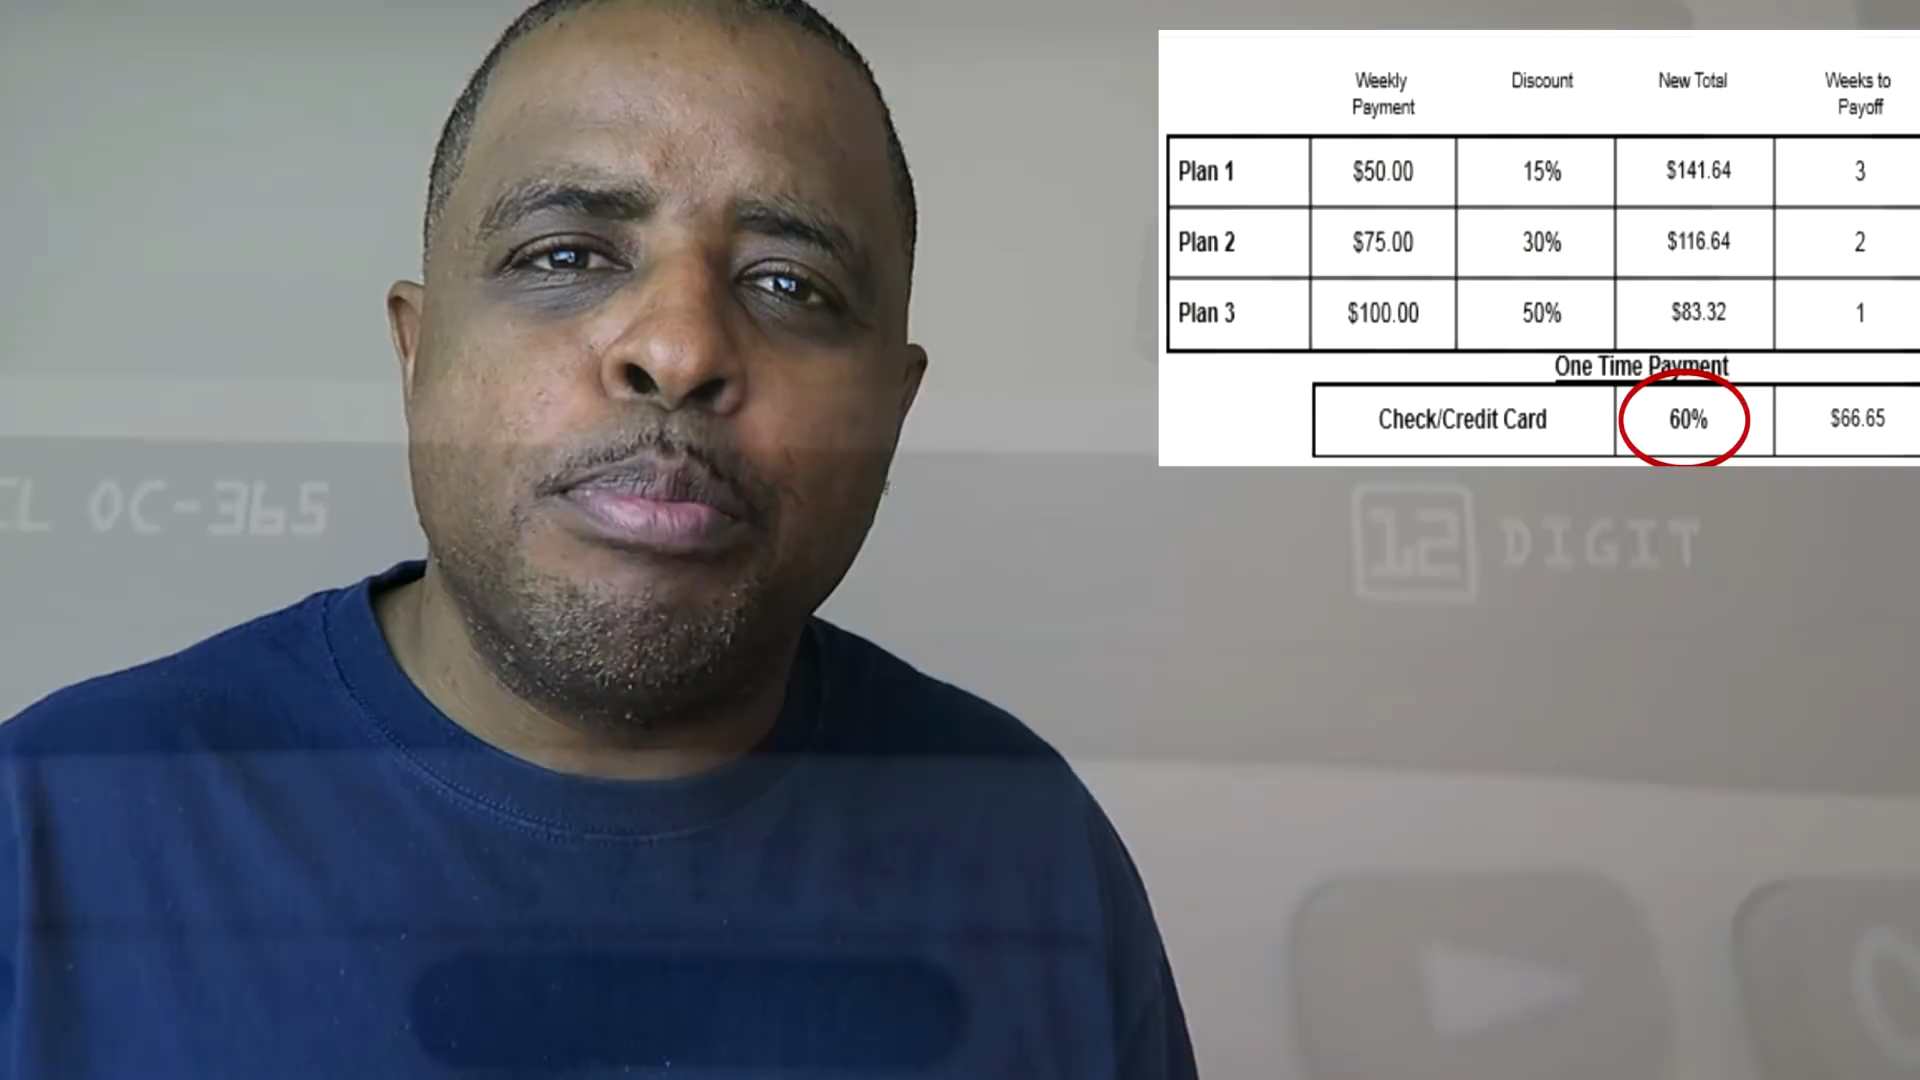 Weekly Payment Discount New Total Weeks to Payoff
Plan 1 $50.00 15% $141.64 3
Plan 2 $75.00 30% $116.64 2
Plan 3 $100.00 50% $83.32 1
One Time Payment
Check/Credit Card 60% $66.65
CL OC-365
12 DIGIT